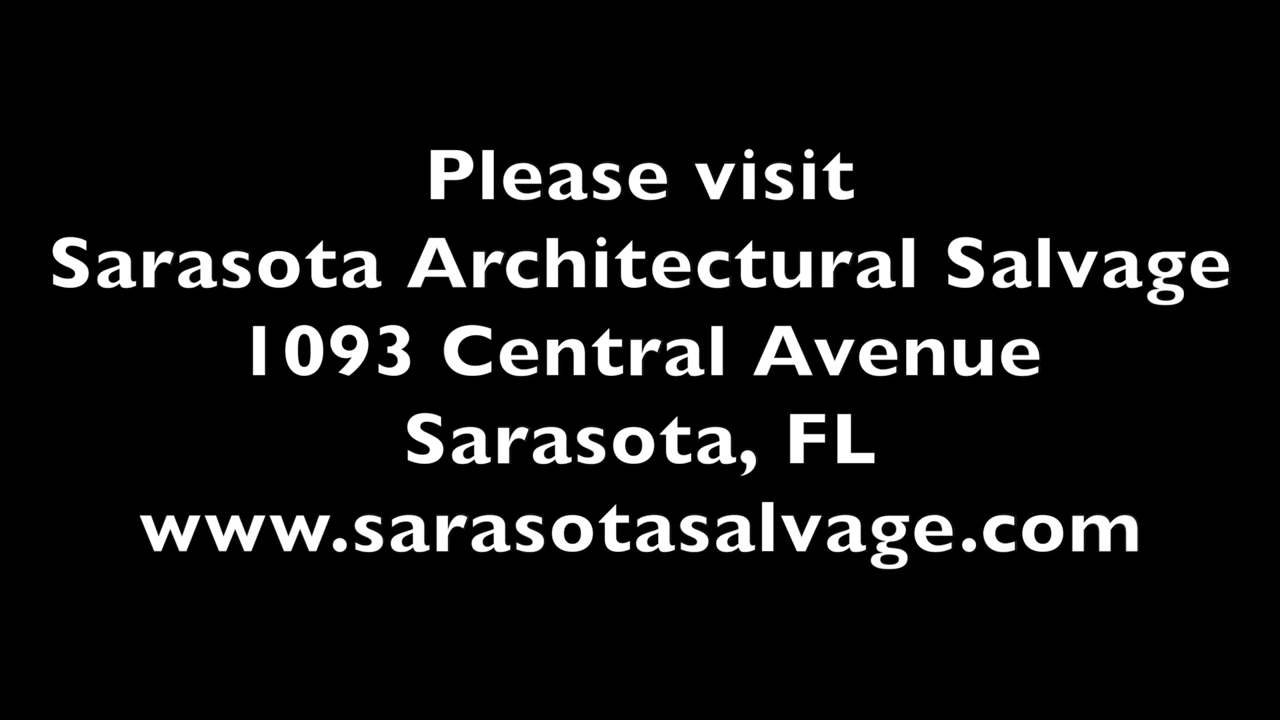 Please visit
Sarasota Architectural Salvage
1093 Central Avenue
Sarasota, FL
www.sarasotasalvage.com